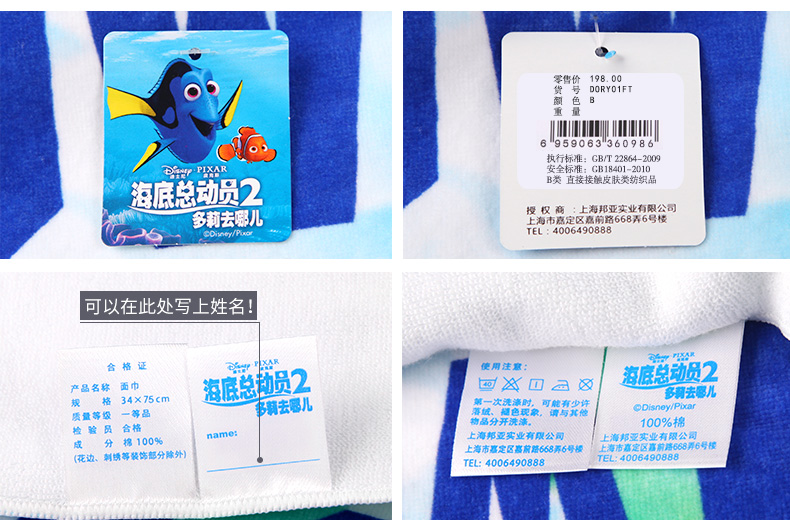 Disney PIXAR
迪士尼 皮克斯
海底总动员2
多莉去哪儿
©Disney/Pixar
零售价 198.00
货 号 DORY01FT
颜 色 B
重 量
6 959063 360986
执行标准：GB/T 22864-2009
安全标准：GB18401-2010
B类 直接接触皮肤类纺织品
授 权 商 ：上海邦亚实业有限公司
上海市嘉定区嘉前路668弄6号楼
TEL: 4006490888
可以在此处写上姓名！
合 格 证
产品名称 面巾
规 格 34×75cm
质量等级 一等品
检 验 员 合格
成 分 棉 100%
(花边、刺绣等装饰部分除外)
Disney PIXAR
迪士尼 皮克斯
海底总动员2
多莉去哪儿
name:
使用注意：
40
第一次洗涤时，可能有少许
落绒、褪色现象，请与其他
物品分开洗涤。
上海邦亚实业有限公司
上海市嘉定区嘉前路668弄6号楼
TEL: 4006490888
Disney PIXAR
迪士尼 皮克斯
海底总动员2
多莉去哪儿
©Disney/Pixar
100%棉
上海邦亚实业有限公司
上海市嘉定区嘉前路668弄6号楼
TEL: 4006490888